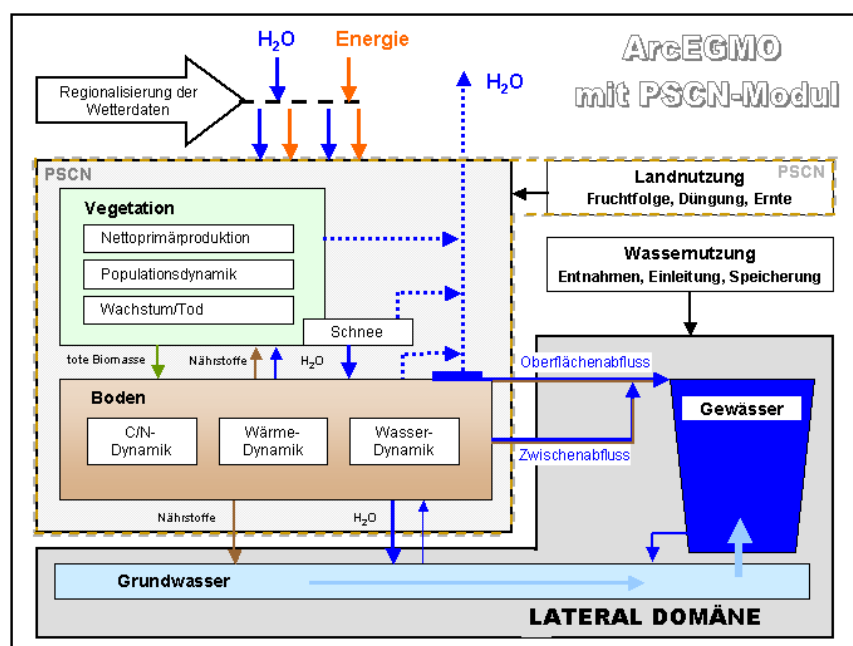 ArcEGMO
mit PSCN-Modul
H₂O
Energie
Regionalisierung der
Wetterdaten
H₂O
PSCN
Landnutzung
PSCN
Fruchtfolge, Düngung, Ernte
Vegetation
Nettoprimärproduktion
Populationsdynamik
Wachstum/Tod
Schnee
Wassernutzung
Entnahmen, Einleitung, Speicherung
tote Biomasse
Nährstoffe
H₂O
Oberflächenabfluss
Boden
C/N-
Dynamik
Wärme-
Dynamik
Wasser-
Dynamik
Gewässer
Zwischenabfluss
Nährstoffe
H₂O
Grundwasser
LATERAL DOMÄNE